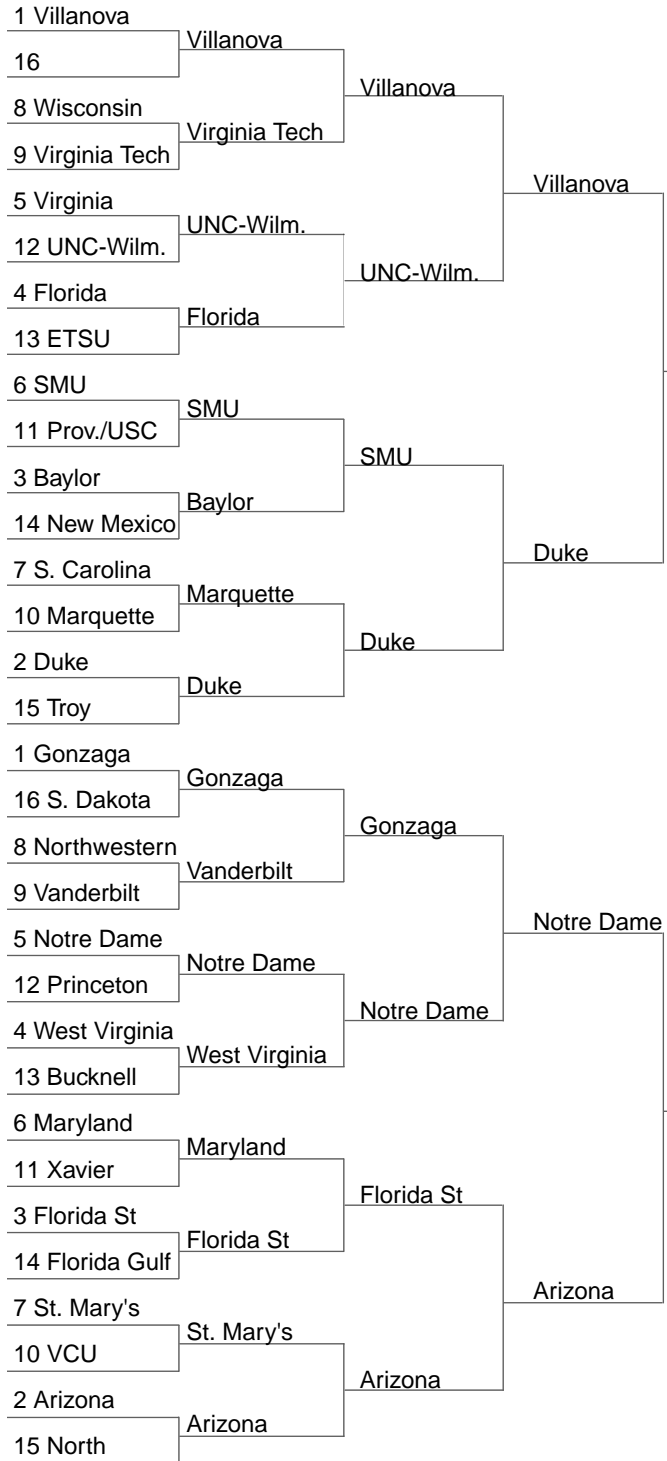 1 Villanova
16
8 Wisconsin
9 Virginia Tech
5 Virginia
12 UNC-Wilm.
4 Florida
13 ETSU
6 SMU
11 Prov./USC
3 Baylor
14 New Mexico
7 S. Carolina
10 Marquette
2 Duke
15 Troy
1 Gonzaga
16 S. Dakota
8 Northwestern
9 Vanderbilt
5 Notre Dame
12 Princeton
4 West Virginia
13 Bucknell
6 Maryland
11 Xavier
3 Florida St
14 Florida Gulf
7 St. Mary's
10 VCU
2 Arizona
15 North
Villanova
Virginia Tech
UNC-Wilm.
Florida
SMU
Baylor
Marquette
Duke
Gonzaga
Vanderbilt
Notre Dame
West Virginia
Maryland
Florida St
St. Mary's
Arizona
Villanova
UNC-Wilm.
SMU
Duke
Gonzaga
Notre Dame
Florida St
Arizona
Villanova
Duke
Notre Dame
Arizona